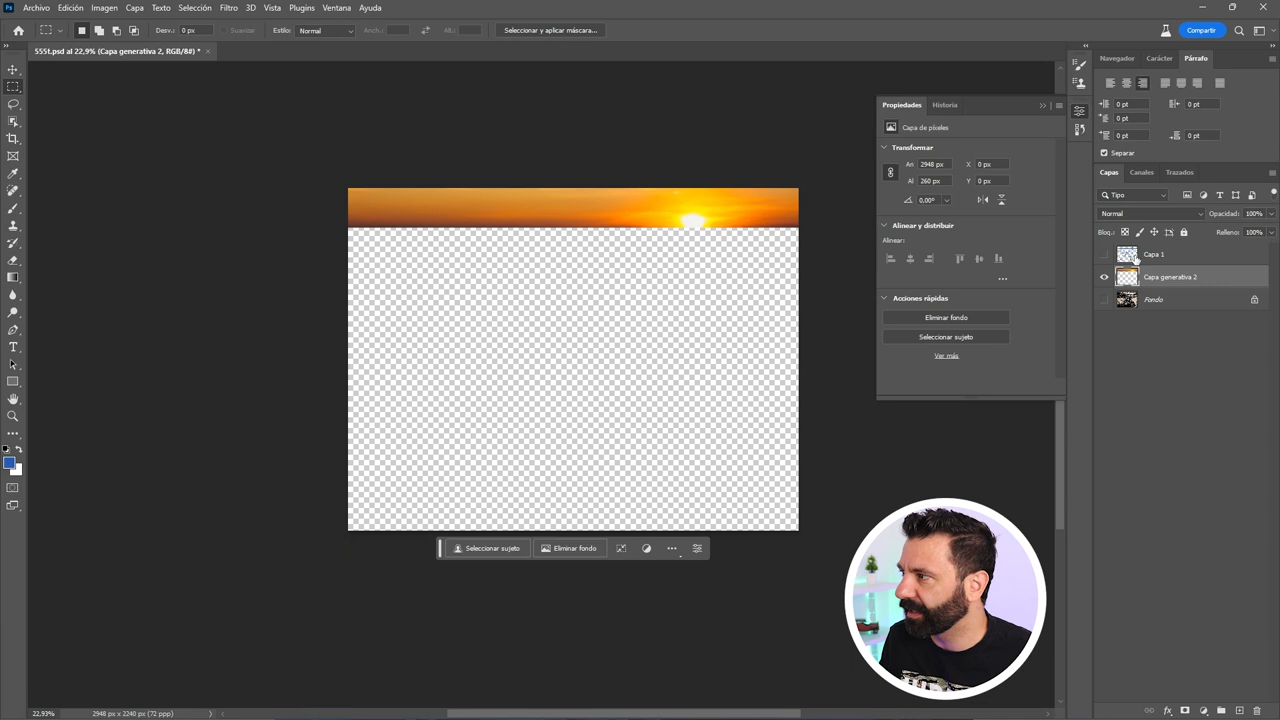 Ps Archivo Edición Imagen Capa Texto Selección Filtro 3D Vista Plugins Ventana Ayuda
Desv.: 0 px Suavizar Estilo: Normal Anch.: Alt.: Seleccionar y aplicar máscara... Compartir
555t.psd al 22,9% (Capa generativa 2, RGB/8#) * ×
Navegador Carácter Párrafo
0 pt 0 pt
0 pt
0 pt 0 pt
Separar
Propiedades Historia
Capa de píxeles
Transformar
An 2948 px X 0 px
Al 260 px Y 0 px
0,00°
Alinear y distribuir
Alinear:
Acciones rápidas
Eliminar fondo
Seleccionar sujeto
Ver más
Capas Canales Trazados
Tipo
Normal Opacidad: 100%
Bloq.: Relleno: 100%
Capa 1
Capa generativa 2
Fondo
Seleccionar sujeto Eliminar fondo
22,93% 2948 px x 2240 px (72 ppp)